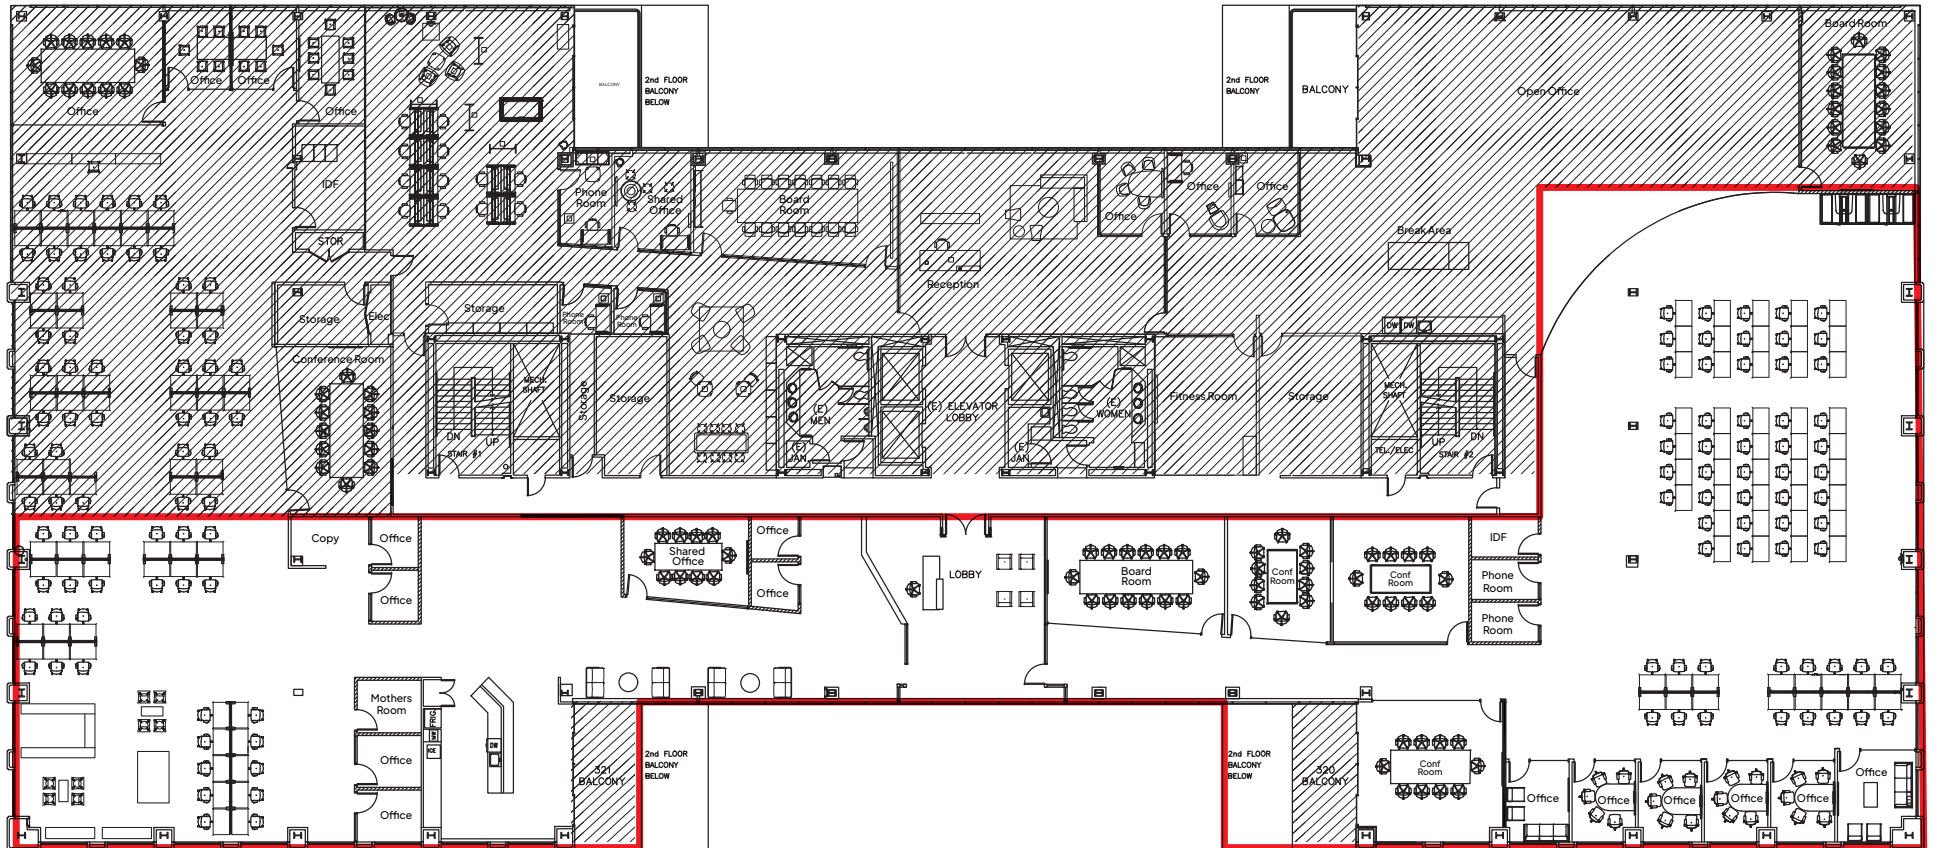 Office
Office
Office
Office
IDF
STOR
Storage
Elec
Conference Room
BALCONY
2nd FLOOR
BALCONY
BELOW
Phone
Room
Shared
Office
Board
Room
Storage
Phone
Room
Phone
Room
MECH.
SHAFT
DN
UP
STAIR #1
Storage
Storage
(E)
MEN
(E)
JAN
Reception
Office
Office
Office
(E) ELEVATOR
LOBBY
(E)
WOMEN
(E)
JAN
Fitness Room
Storage
2nd FLOOR
BALCONY
BALCONY
Open Office
Board Room
Break Area
DW
DW
MECH.
SHAFT
UP
DN
TEL./ELEC
STAIR #2
Copy
Office
Office
Shared
Office
Office
Office
LOBBY
Board
Room
Conf
Room
Conf
Room
IDF
Phone
Room
Phone
Room
Mothers
Room
Office
Office
FRIG.
ICE
DW
321
BALCONY
2nd FLOOR
BALCONY
BELOW
2nd FLOOR
BALCONY
BELOW
320
BALCONY
Conf
Room
Office
Office
Office
Office
Office
Office